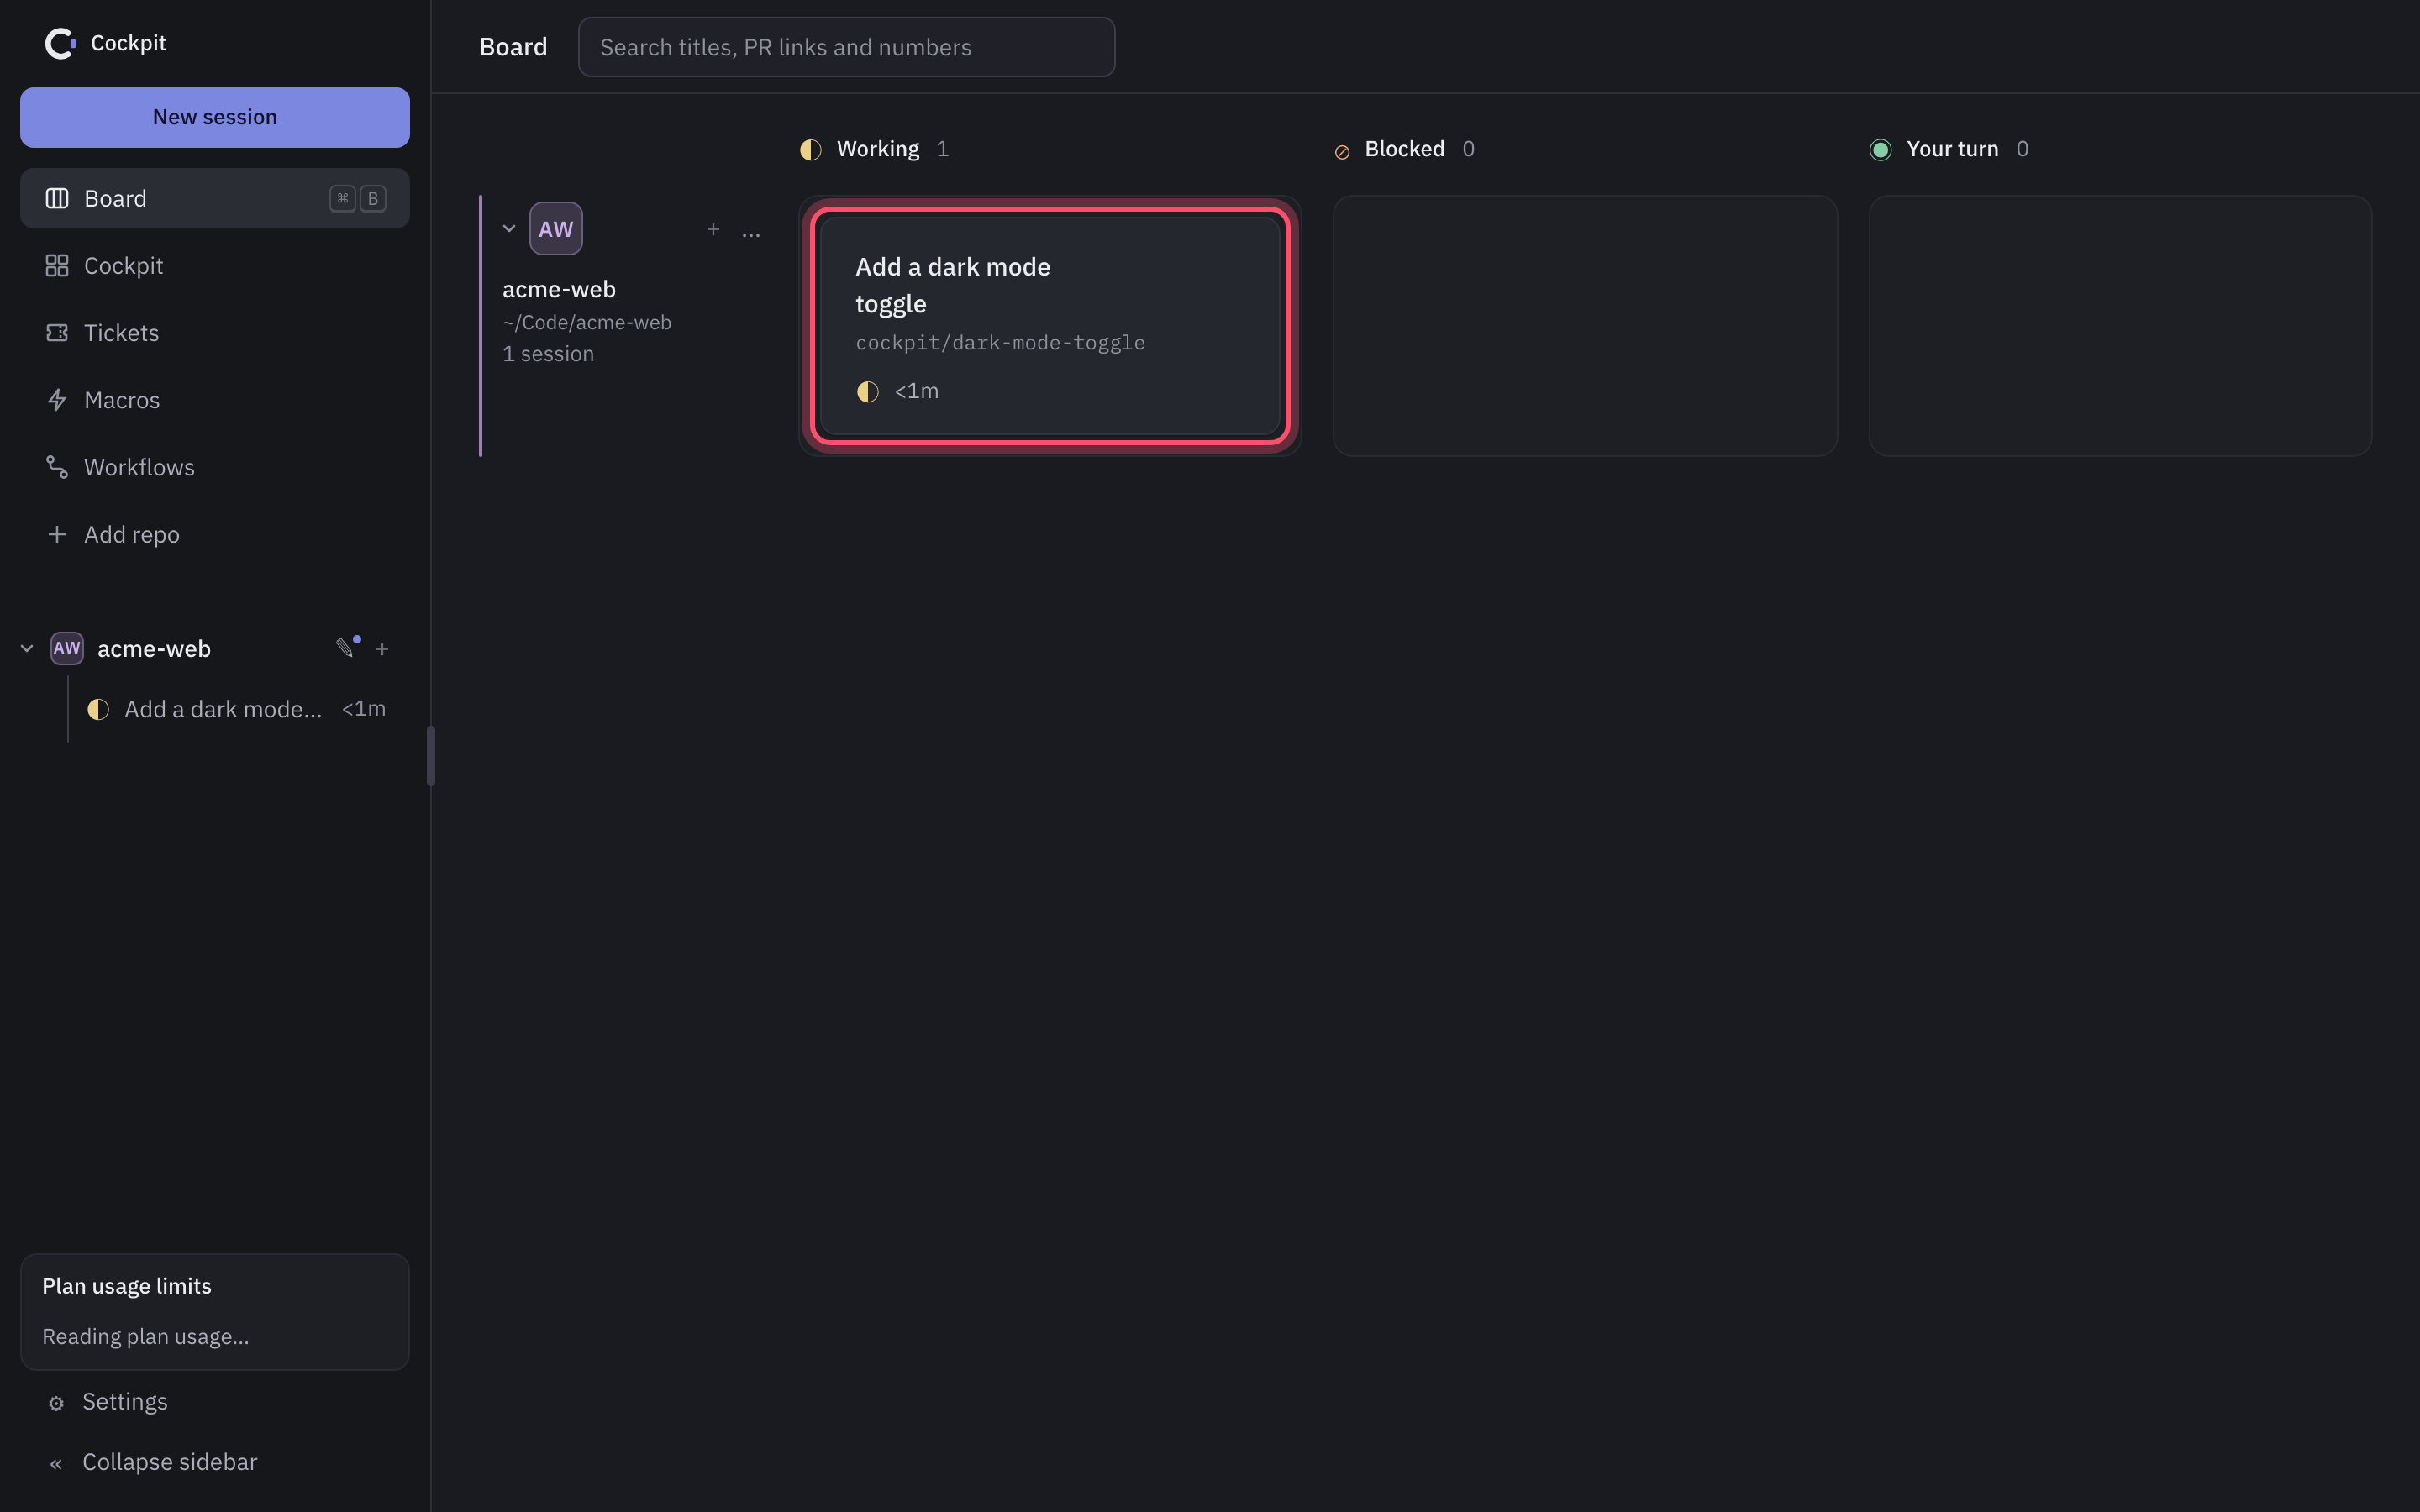 Cockpit
New session
Board ⌘ B
Cockpit
Tickets
Macros
Workflows
+ Add repo
AW acme-web +
Add a dark mode... <1m
Plan usage limits
Reading plan usage...
Settings
« Collapse sidebar
Board
Search titles, PR links and numbers
Working 1
Blocked 0
Your turn 0
AW + ...
acme-web
~/Code/acme-web
1 session
Add a dark mode
toggle
cockpit/dark-mode-toggle
<1m